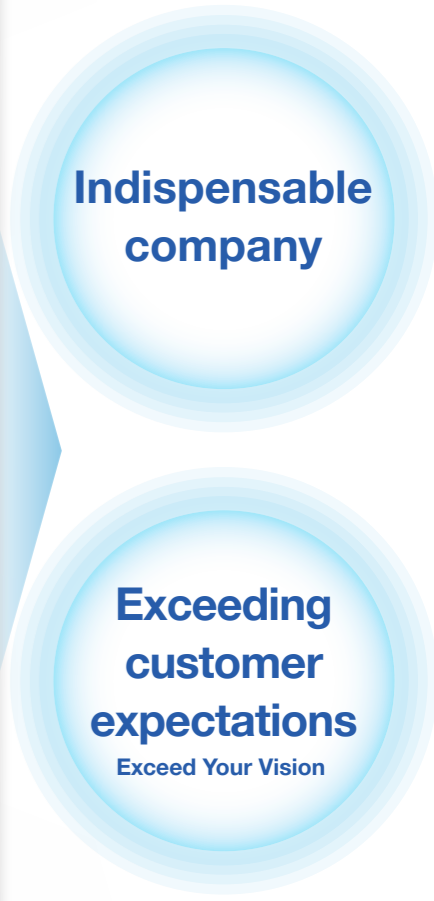 Indispensable
company
Exceeding
customer
expectations
Exceed Your Vision